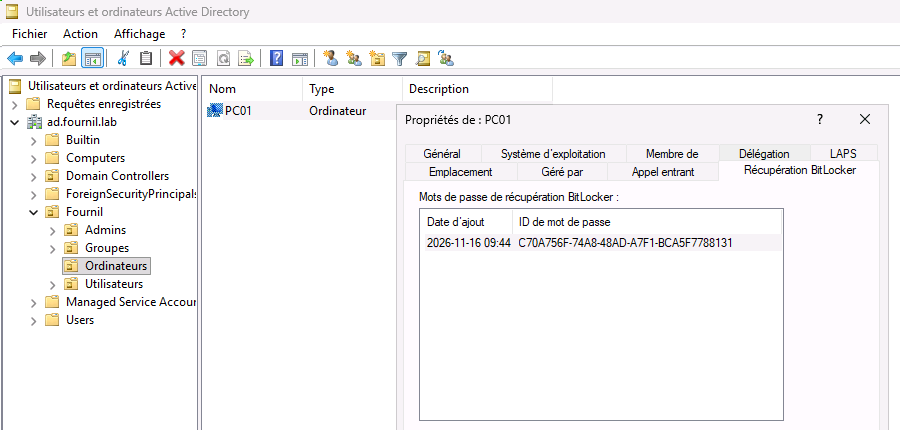 Utilisateurs et ordinateurs Active Directory
Fichier Action Affichage ?
Utilisateurs et ordinateurs Active
Requêtes enregistrées
ad.fournil.lab
Builtin
Computers
Domain Controllers
ForeignSecurityPrincipals
Fournil
Admins
Groupes
Ordinateurs
Utilisateurs
Managed Service Accour
Users
Nom Type Description
PC01 Ordinateur
Propriétés de : PC01 ?
Général Système d'exploitation Membre de Délégation LAPS
Emplacement Géré par Appel entrant Récupération BitLocker
Mots de passe de récupération BitLocker :
Date d'ajout ID de mot de passe
2026-11-16 09:44 C70A756F-74A8-48AD-A7F1-BCA5F7788131